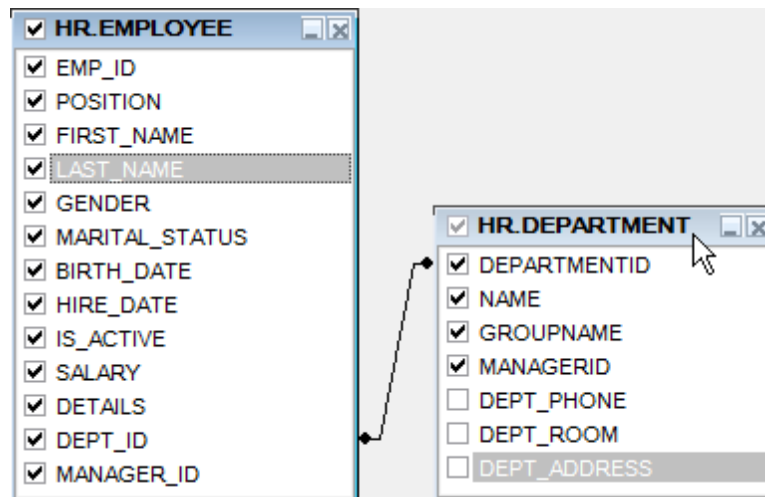 HR.EMPLOYEE
EMP_ID
POSITION
FIRST_NAME
LAST_NAME
GENDER
MARITAL_STATUS
BIRTH_DATE
HIRE_DATE
IS_ACTIVE
SALARY
DETAILS
DEPT_ID
MANAGER_ID
HR.DEPARTMENT
DEPARTMENTID
NAME
GROUPNAME
MANAGERID
DEPT_PHONE
DEPT_ROOM
DEPT_ADDRESS